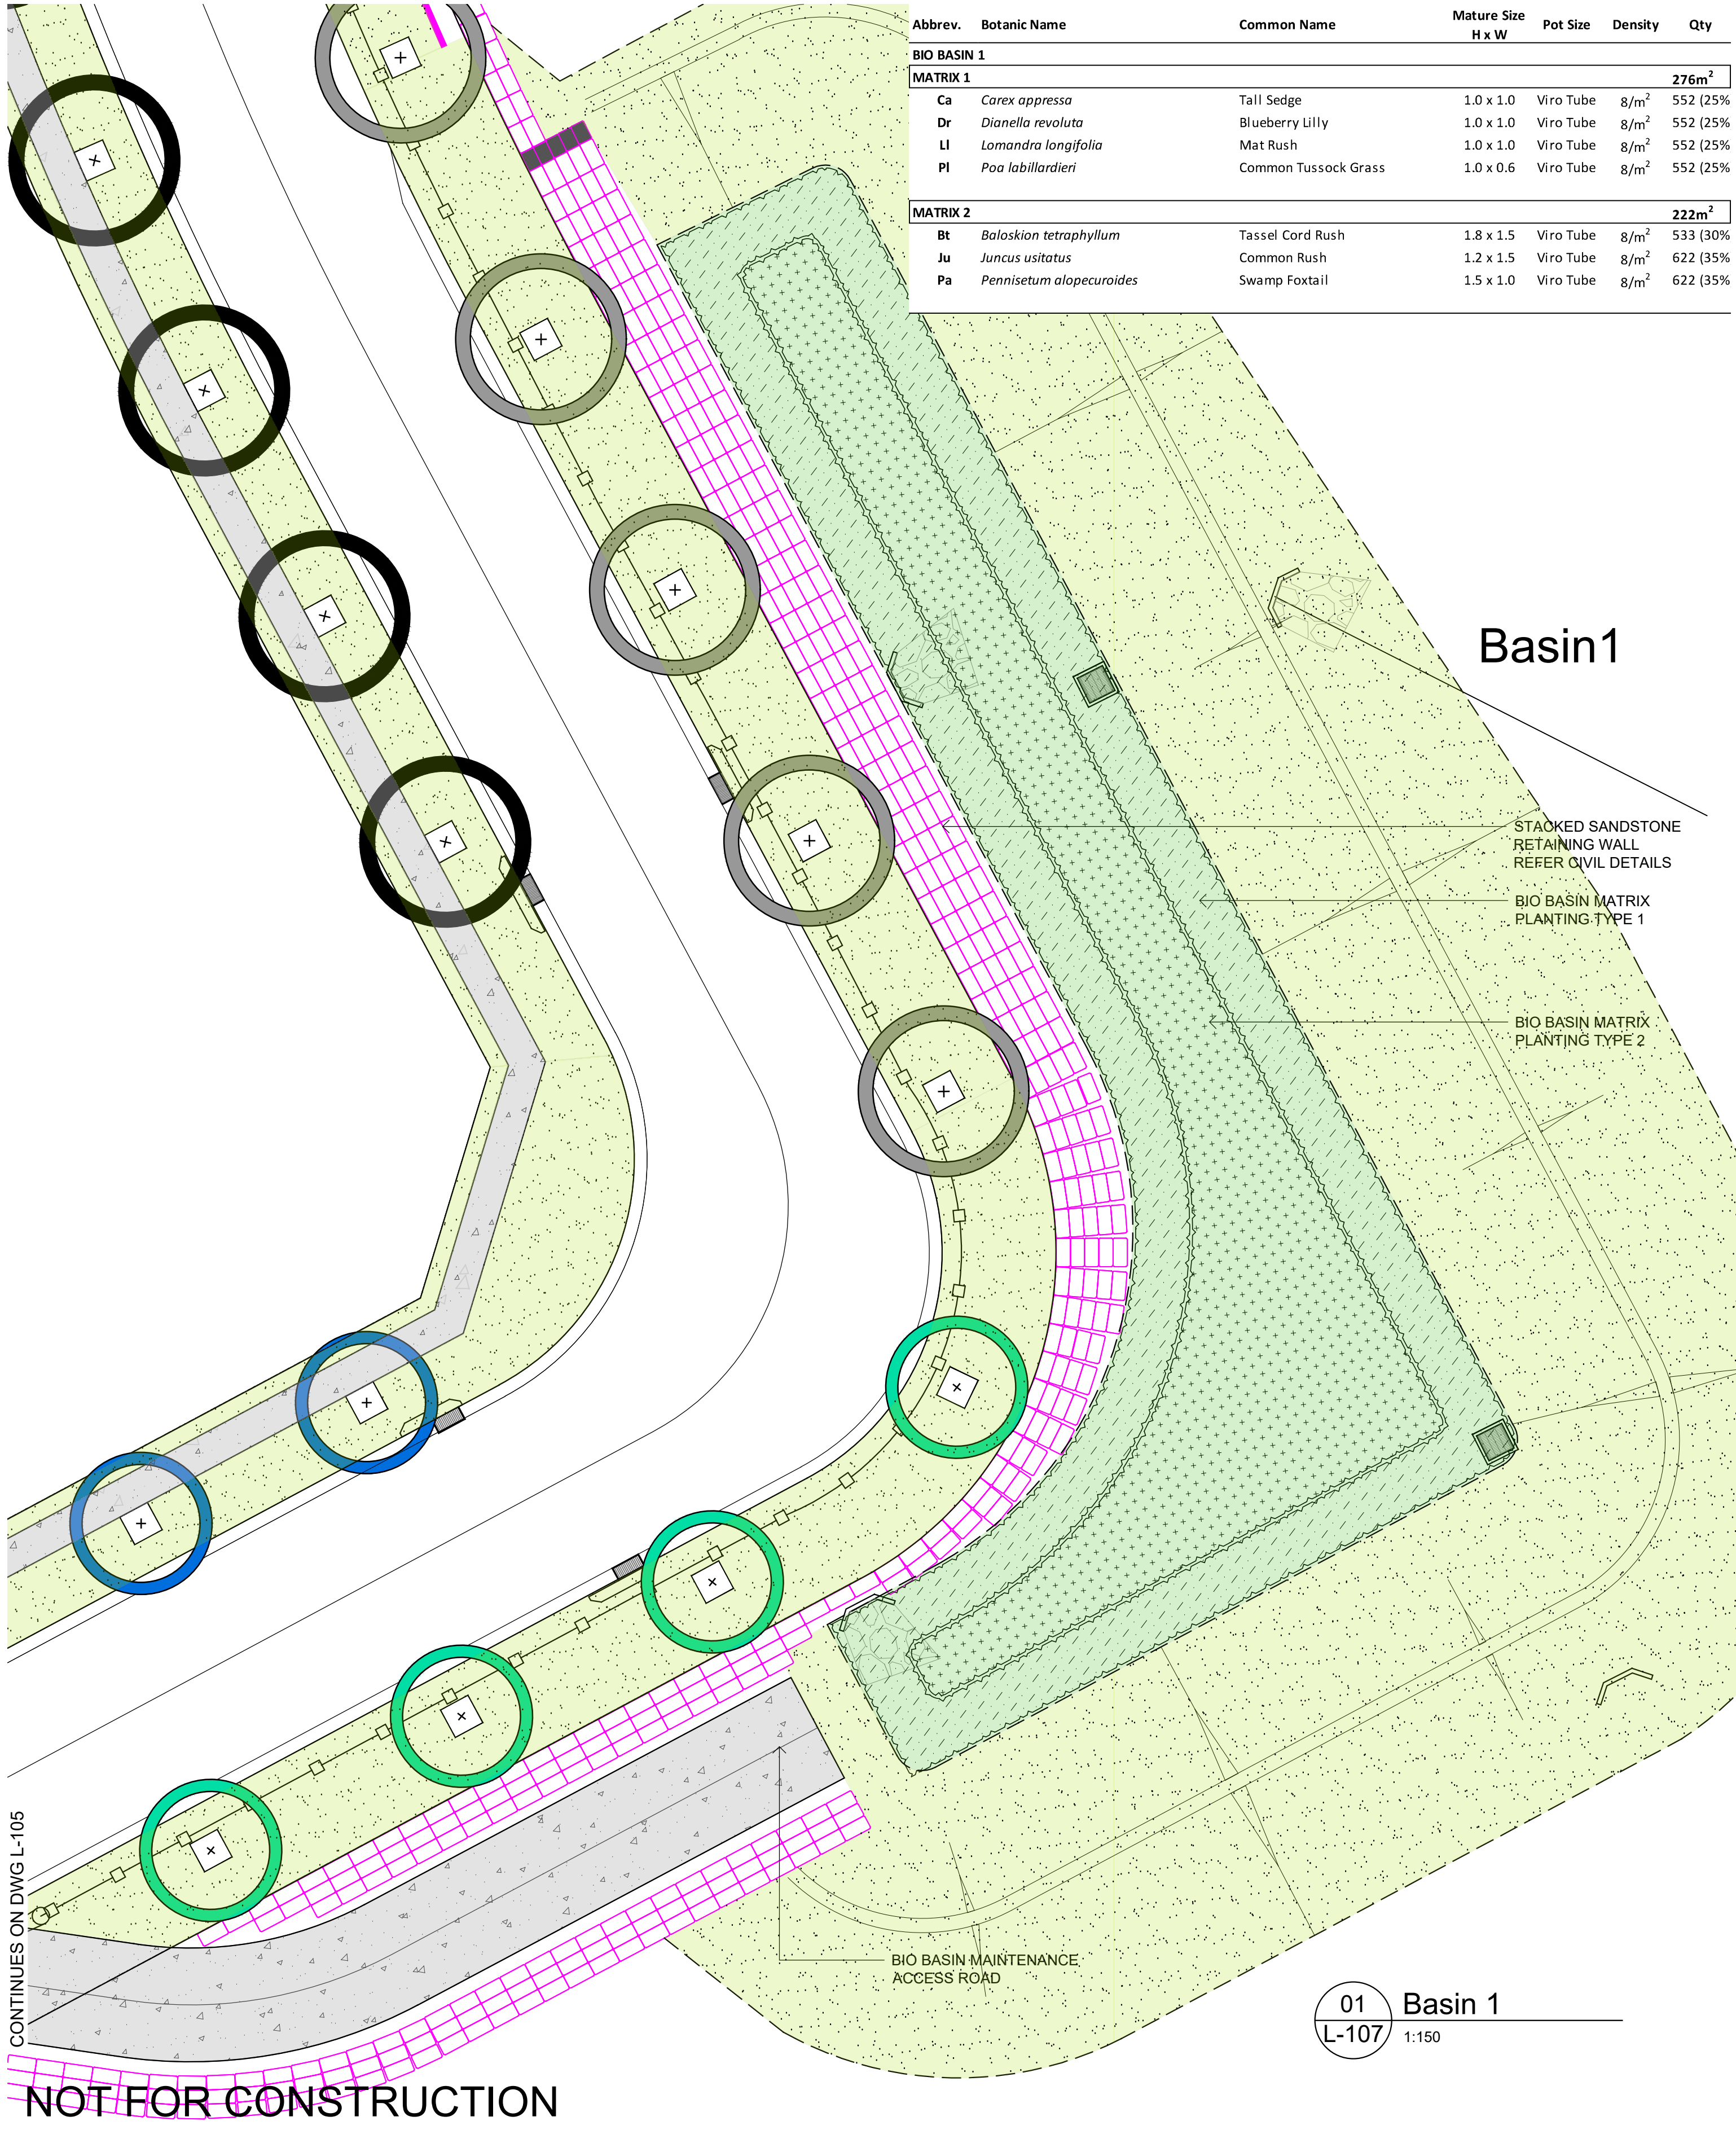 Abbrev. Botanic Name Common Name Mature Size H x W Pot Size Density Qty
BIO BASIN 1
MATRIX 1 276m²
Ca Carex appressa Tall Sedge 1.0 x 1.0 Viro Tube 8/m² 552 (25%
Dr Dianella revoluta Blueberry Lilly 1.0 x 1.0 Viro Tube 8/m² 552 (25%
Ll Lomandra longifolia Mat Rush 1.0 x 1.0 Viro Tube 8/m² 552 (25%
Pl Poa labillardieri Common Tussock Grass 1.0 x 0.6 Viro Tube 8/m² 552 (25%
MATRIX 2 222m²
Bt Baloskion tetraphyllum Tassel Cord Rush 1.8 x 1.5 Viro Tube 8/m² 533 (30%
Ju Juncus usitatus Common Rush 1.2 x 1.5 Viro Tube 8/m² 622 (35%
Pa Pennisetum alopecuroides Swamp Foxtail 1.5 x 1.0 Viro Tube 8/m² 622 (35%
Basin1
STACKED SANDSTONE
RETAINING WALL
REFER CIVIL DETAILS
BIO BASIN MATRIX
PLANTING TYPE 1
BIO BASIN MATRIX
PLANTING TYPE 2
BIO BASIN MAINTENANCE
ACCESS ROAD
CONTINUES ON DWG L-105
01 Basin 1
L-107 1:150
NOT FOR CONSTRUCTION